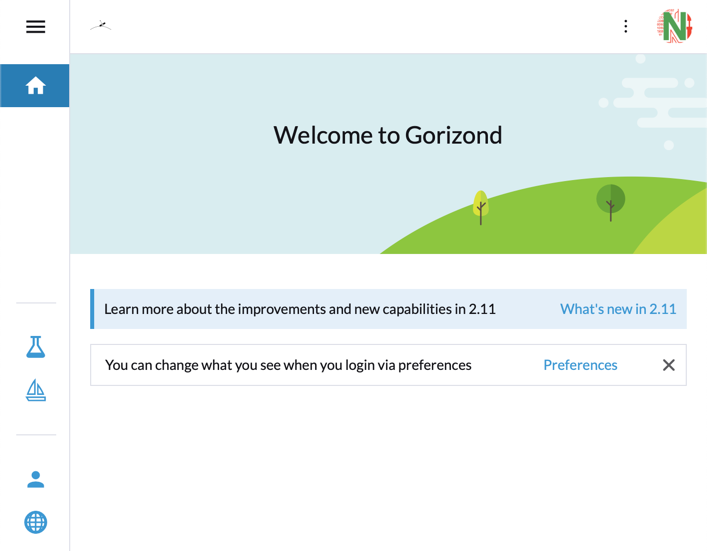 Welcome to Gorizond
Learn more about the improvements and new capabilities in 2.11
What's new in 2.11
You can change what you see when you login via preferences
Preferences